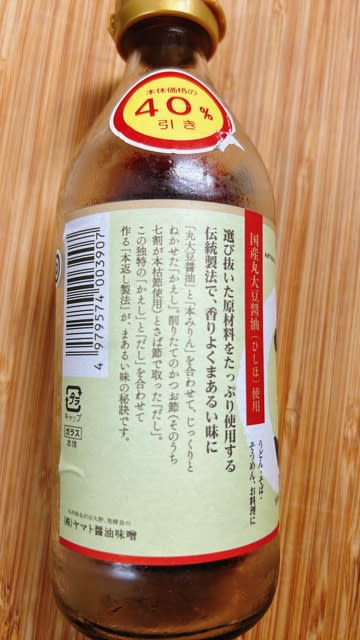 本体価格の
40%
引き
国産丸大豆醤油(ひしほ)使用
選び抜いた原材料をたっぷり使用する
伝統製法で、香りよくまあるい味に
「丸大豆醤油」と「本みりん」を合わせて、じっくりと
ねかせた「かえし」。削りたてのかつお節(そのうち
七割が本枯節使用)とさば節で取った「だし」。
この独特の「かえし」と「だし」を合わせて
作る「本返し製法」が、まあるい味の秘訣です。
うどん・そば・
そうめん、お料理に
4 979574 003907
プラ
キャップ
ガラス
本体
(株)ヤマト醤油味噌